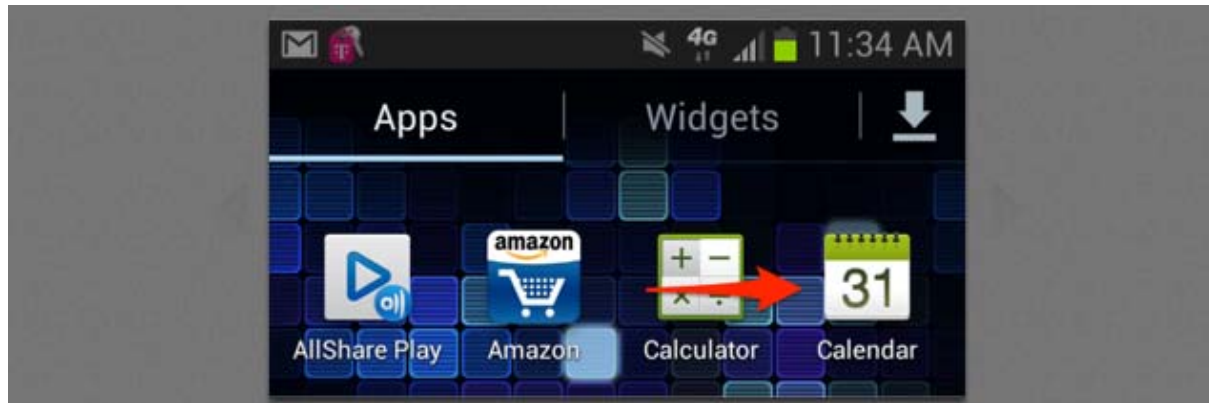 4G 11:34 AM
Apps Widgets
amazon
31
AllShare Play Amazon Calculator Calendar